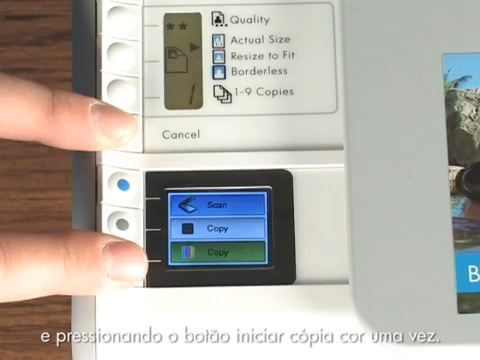 Quality
Actual Size
Resize to Fit
Borderless
1-9 Copies
Cancel
Scan
Copy
Copy
B
e pressionando o botão iniciar cópia cor uma vez.